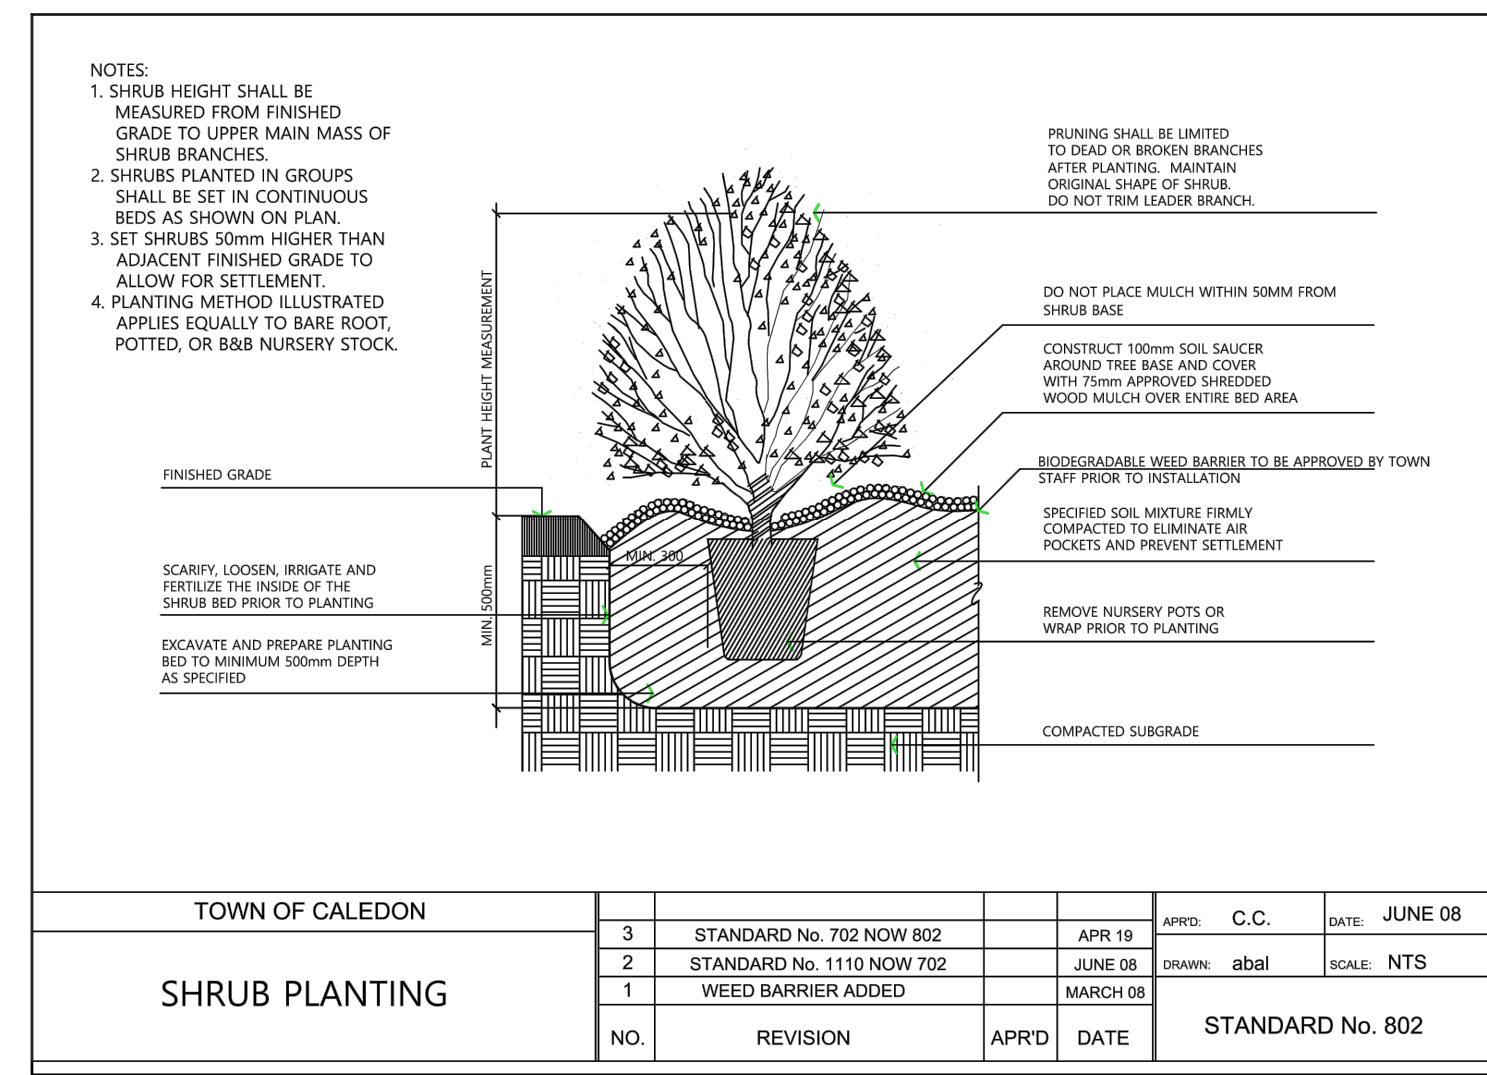 NOTES:
1. SHRUB HEIGHT SHALL BE
MEASURED FROM FINISHED
GRADE TO UPPER MAIN MASS OF
SHRUB BRANCHES.
2. SHRUBS PLANTED IN GROUPS
SHALL BE SET IN CONTINUOUS
BEDS AS SHOWN ON PLAN.
3. SET SHRUBS 50mm HIGHER THAN
ADJACENT FINISHED GRADE TO
ALLOW FOR SETTLEMENT.
4. PLANTING METHOD ILLUSTRATED
APPLIES EQUALLY TO BARE ROOT,
POTTED, OR B&B NURSERY STOCK.
PRUNING SHALL BE LIMITED
TO DEAD OR BROKEN BRANCHES
AFTER PLANTING. MAINTAIN
ORIGINAL SHAPE OF SHRUB.
DO NOT TRIM LEADER BRANCH.
DO NOT PLACE MULCH WITHIN 50MM FROM
SHRUB BASE
CONSTRUCT 100mm SOIL SAUCER
AROUND TREE BASE AND COVER
WITH 75mm APPROVED SHREDDED
WOOD MULCH OVER ENTIRE BED AREA
BIODEGRADABLE WEED BARRIER TO BE APPROVED BY TOWN
STAFF PRIOR TO INSTALLATION
SPECIFIED SOIL MIXTURE FIRMLY
COMPACTED TO ELIMINATE AIR
POCKETS AND PREVENT SETTLEMENT
REMOVE NURSERY POTS OR
WRAP PRIOR TO PLANTING
COMPACTED SUBGRADE
PLANT HEIGHT MEASUREMENT
MIN. 500mm
MIN. 300
FINISHED GRADE
SCARIFY, LOOSEN, IRRIGATE AND
FERTILIZE THE INSIDE OF THE
SHRUB BED PRIOR TO PLANTING
EXCAVATE AND PREPARE PLANTING
BED TO MINIMUM 500mm DEPTH
AS SPECIFIED
TOWN OF CALEDON
SHRUB PLANTING
3 STANDARD No. 702 NOW 802 APR 19
2 STANDARD No. 1110 NOW 702 JUNE 08
1 WEED BARRIER ADDED MARCH 08
NO. REVISION APR'D DATE
APR'D: C.C. DATE: JUNE 08
DRAWN: abal SCALE: NTS
STANDARD No. 802